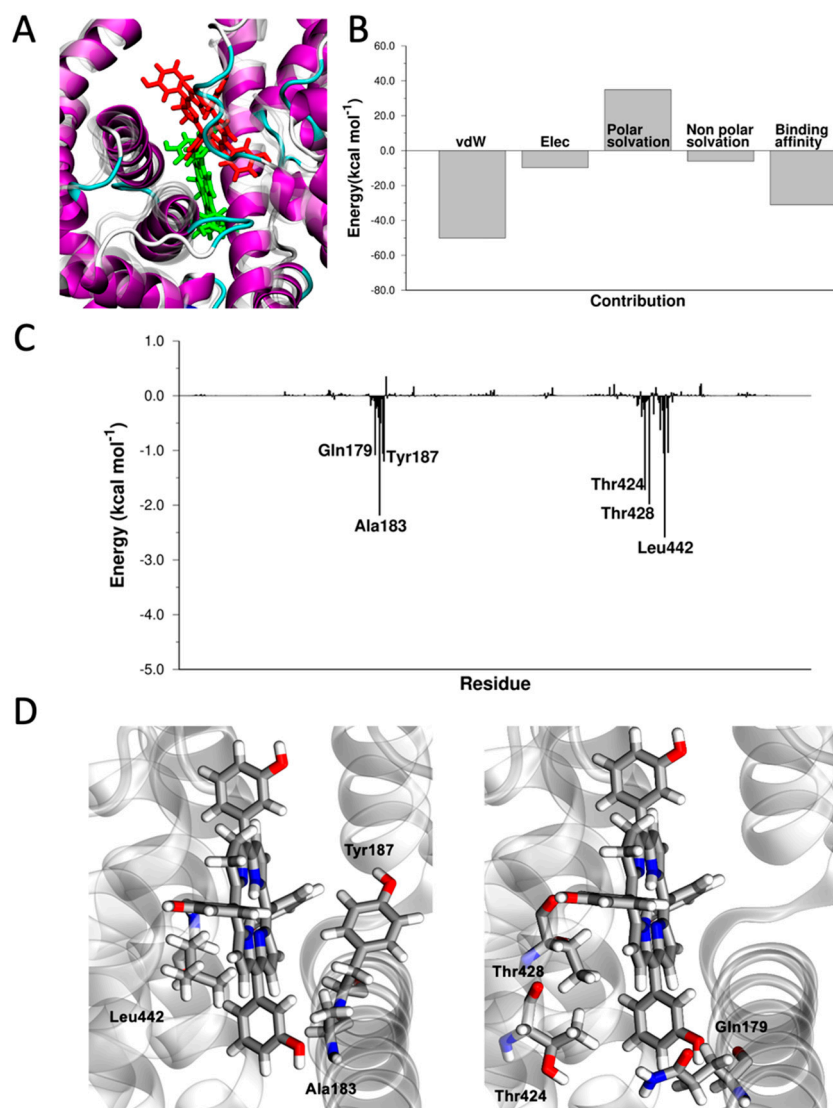 A
B
60.0
40.0
20.0
0.0
-20.0
-40.0
-60.0
-80.0
Energy(kcal mol⁻¹)
vdW
Elec
Polar
solvation
Non polar
solvation
Binding
affinity
Contribution
C
1.0
0.0
-1.0
-2.0
-3.0
-4.0
-5.0
Energy (kcal mol⁻¹)
Gln179
Tyr187
Ala183
Thr424
Thr428
Leu442
Residue
D
Tyr187
Leu442
Ala183
Thr428
Gln179
Thr424